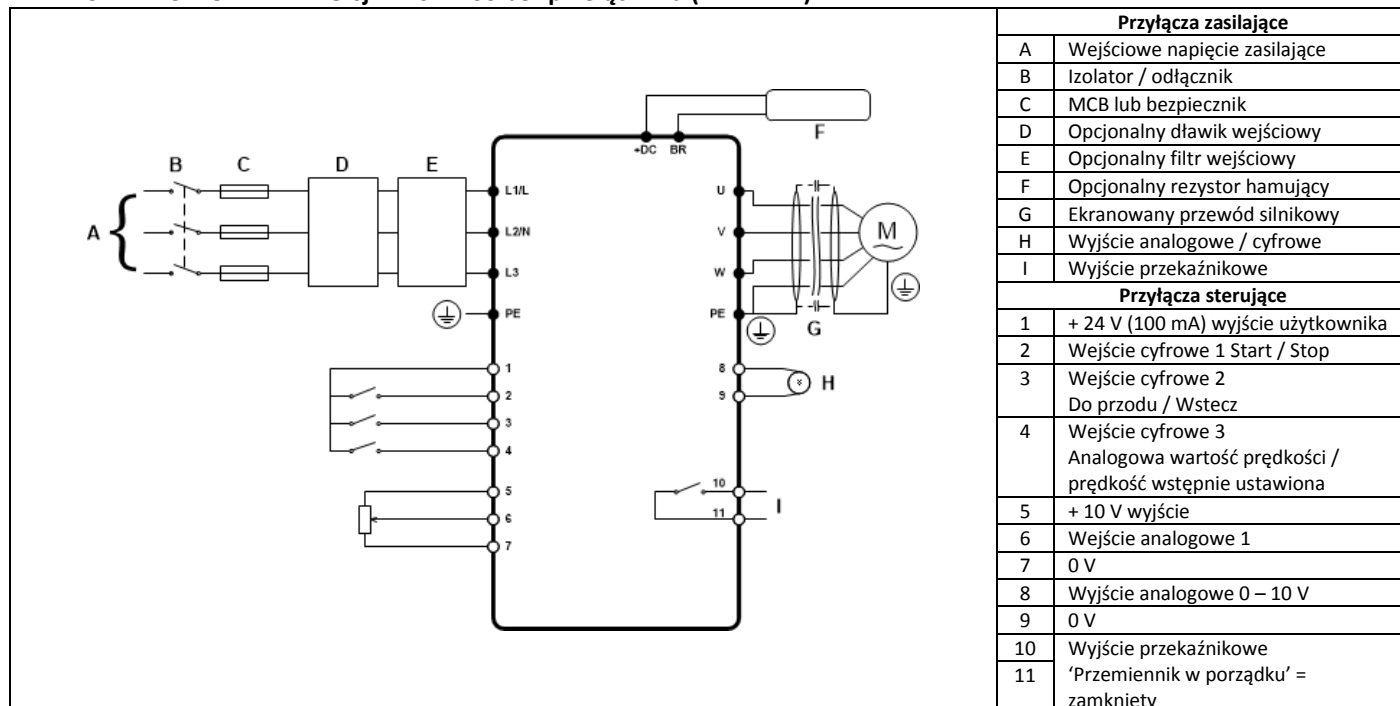 +DC BR
F
B C D E
A
L1/L
L2/N
L3
PE
U
V
W
PE
M
G
1
2
3
4
5
6
7
8
9
H
10
11
I
Przyłącza zasilające
A Wejściowe napięcie zasilające
B Izolator / odłącznik
C MCB lub bezpiecznik
D Opcjonalny dławik wejściowy
E Opcjonalny filtr wejściowy
F Opcjonalny rezystor hamujący
G Ekranowany przewód silnikowy
H Wyjście analogowe / cyfrowe
I Wyjście przekaźnikowe
Przyłącza sterujące
1 + 24 V (100 mA) wyjście użytkownika
2 Wejście cyfrowe 1 Start / Stop
3 Wejście cyfrowe 2
Do przodu / Wstecz
4 Wejście cyfrowe 3
Analogowa wartość prędkości /
prędkość wstępnie ustawiona
5 + 10 V wyjście
6 Wejście analogowe 1
7 0 V
8 Wyjście analogowe 0 – 10 V
9 0 V
10 Wyjście przekaźnikowe
11 ‘Przemiennik w porządku’ =
zamknięty